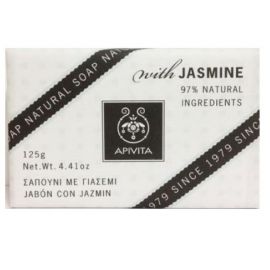 AP NATURAL SOAP NA
with JASMINE
97% NATURAL
INGREDIENTS
APIVITA
125g
Net.Wt. 4.41oz
ΣΑΠΟΥΝΙ ΜΕ ΓΙΑΣΕΜΙ
JABÓN CON JAZMIN
979 SINCE 1979 SINCE